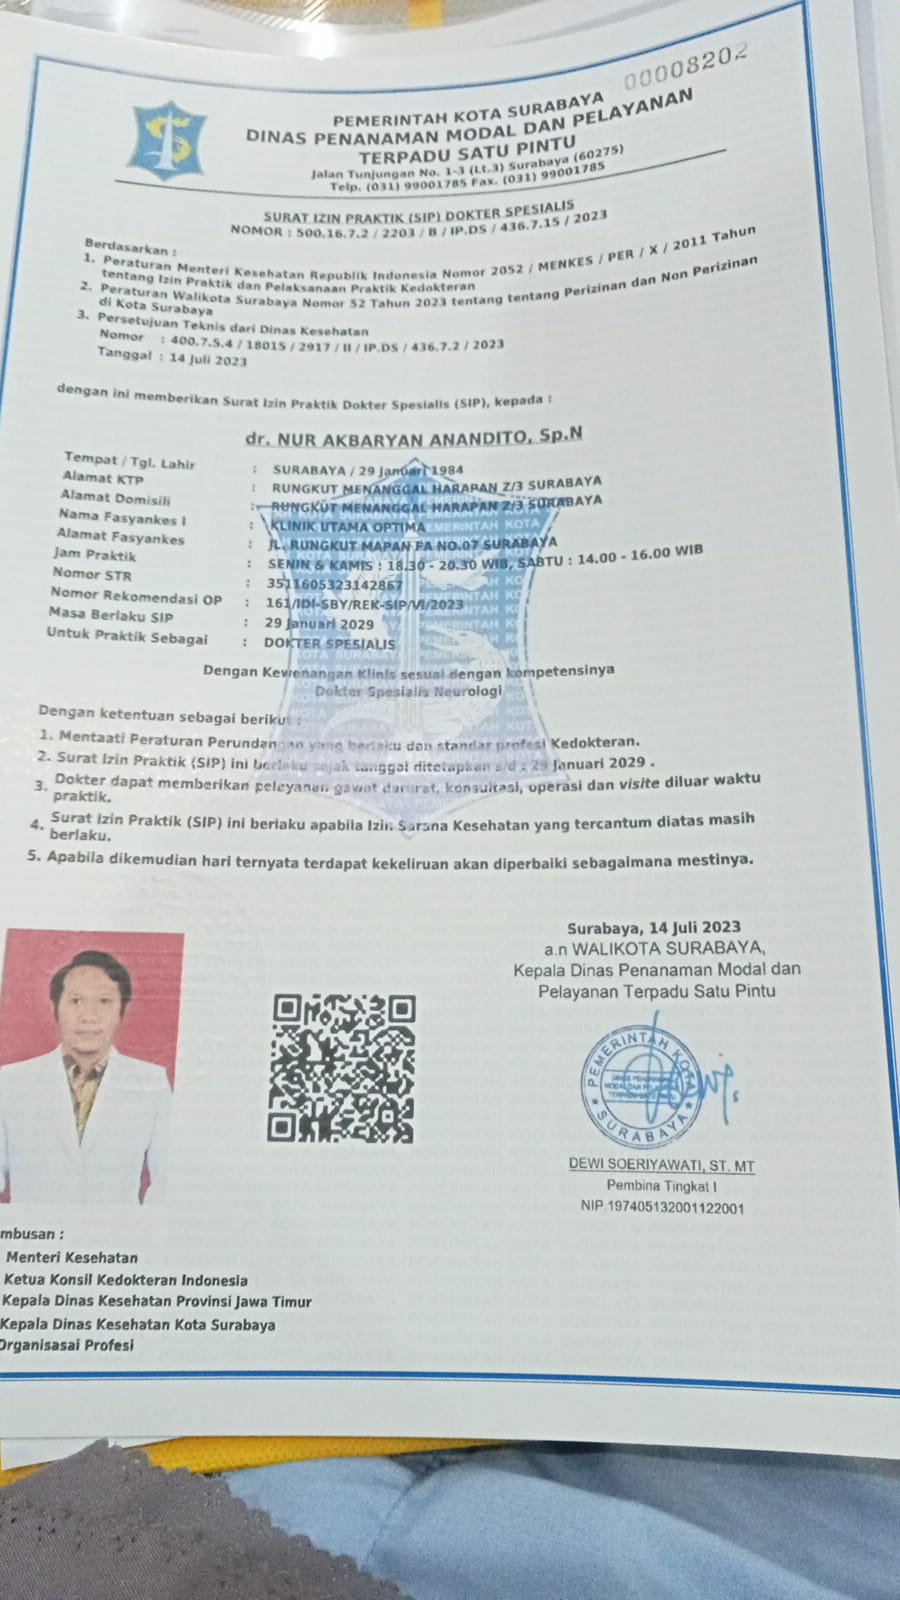 00008202
PEMERINTAH KOTA SURABAYA
DINAS PENANAMAN MODAL DAN PELAYANAN
TERPADU SATU PINTU
Jalan Tunjungan No. 1-3 (Lt.3) Surabaya (60275)
Telp. (031) 99001785 Fax. (031) 99001785
SURAT IZIN PRAKTIK (SIP) DOKTER SPESIALIS
NOMOR : 500.16.7.2 / 2203 / B / IP.DS / 436.7.15 / 2023
Berdasarkan :
1. Peraturan Menteri Kesehatan Republik Indonesia Nomor 2052 / MENKES / PER / X / 2011 Tahun
tentang Izin Praktik dan Pelaksanaan Praktik Kedokteran
2. Peraturan Walikota Surabaya Nomor 52 Tahun 2023 tentang tentang Perizinan dan Non Perizinan
di Kota Surabaya
3. Persetujuan Teknis dari Dinas Kesehatan
Nomor : 400.7.5.4 / 18015 / 2917 / II / IP.DS / 436.7.2 / 2023
Tanggal : 14 Juli 2023
dengan ini memberikan Surat Izin Praktik Dokter Spesialis (SIP), kepada :
dr. NUR AKBARYAN ANANDITO, Sp.N
Tempat / Tgl. Lahir : SURABAYA / 29 Januari 1984
Alamat KTP : RUNGKUT MENANGGAL HARAPAN Z/3 SURABAYA
Alamat Domisili : RUNGKUT MENANGGAL HARAPAN Z/3 SURABAYA
Nama Fasyankes I : KLINIK UTAMA OPTIMA
Alamat Fasyankes : JL. RUNGKUT MAPAN FA NO.07 SURABAYA
Jam Praktik : SENIN & KAMIS : 18.30 - 20.30 WIB, SABTU : 14.00 - 16.00 WIB
Nomor STR : 3511605323142867
Nomor Rekomendasi OP : 161/IDI-SBY/REK-SIP/VI/2023
Masa Berlaku SIP : 29 Januari 2029
Untuk Praktik Sebagai : DOKTER SPESIALIS
Dengan Kewenangan Klinis sesuai dengan kompetensinya
Dokter Spesialis Neurologi
Dengan ketentuan sebagai berikut :
1. Mentaati Peraturan Perundangan yang berlaku dan standar profesi Kedokteran.
2. Surat Izin Praktik (SIP) ini berlaku sejak tanggal ditetapkan s/d : 29 Januari 2029 .
3. Dokter dapat memberikan peleyanan gawat darurat, konsultasi, operasi dan visite diluar waktu
praktik.
4. Surat Izin Praktik (SIP) ini berlaku apabila Izin Sarana Kesehatan yang tercantum diatas masih
berlaku.
5. Apabila dikemudian hari ternyata terdapat kekeliruan akan diperbaiki sebagaimana mestinya.
Surabaya, 14 Juli 2023
a.n WALIKOTA SURABAYA,
Kepala Dinas Penanaman Modal dan
Pelayanan Terpadu Satu Pintu
PEMERINTAH KOTA
SURABAYA
DEWI SOERIYAWATI, ST. MT
Pembina Tingkat I
NIP.197405132001122001
mbusan :
Menteri Kesehatan
Ketua Konsil Kedokteran Indonesia
Kepala Dinas Kesehatan Provinsi Jawa Timur
Kepala Dinas Kesehatan Kota Surabaya
Organisasai Profesi